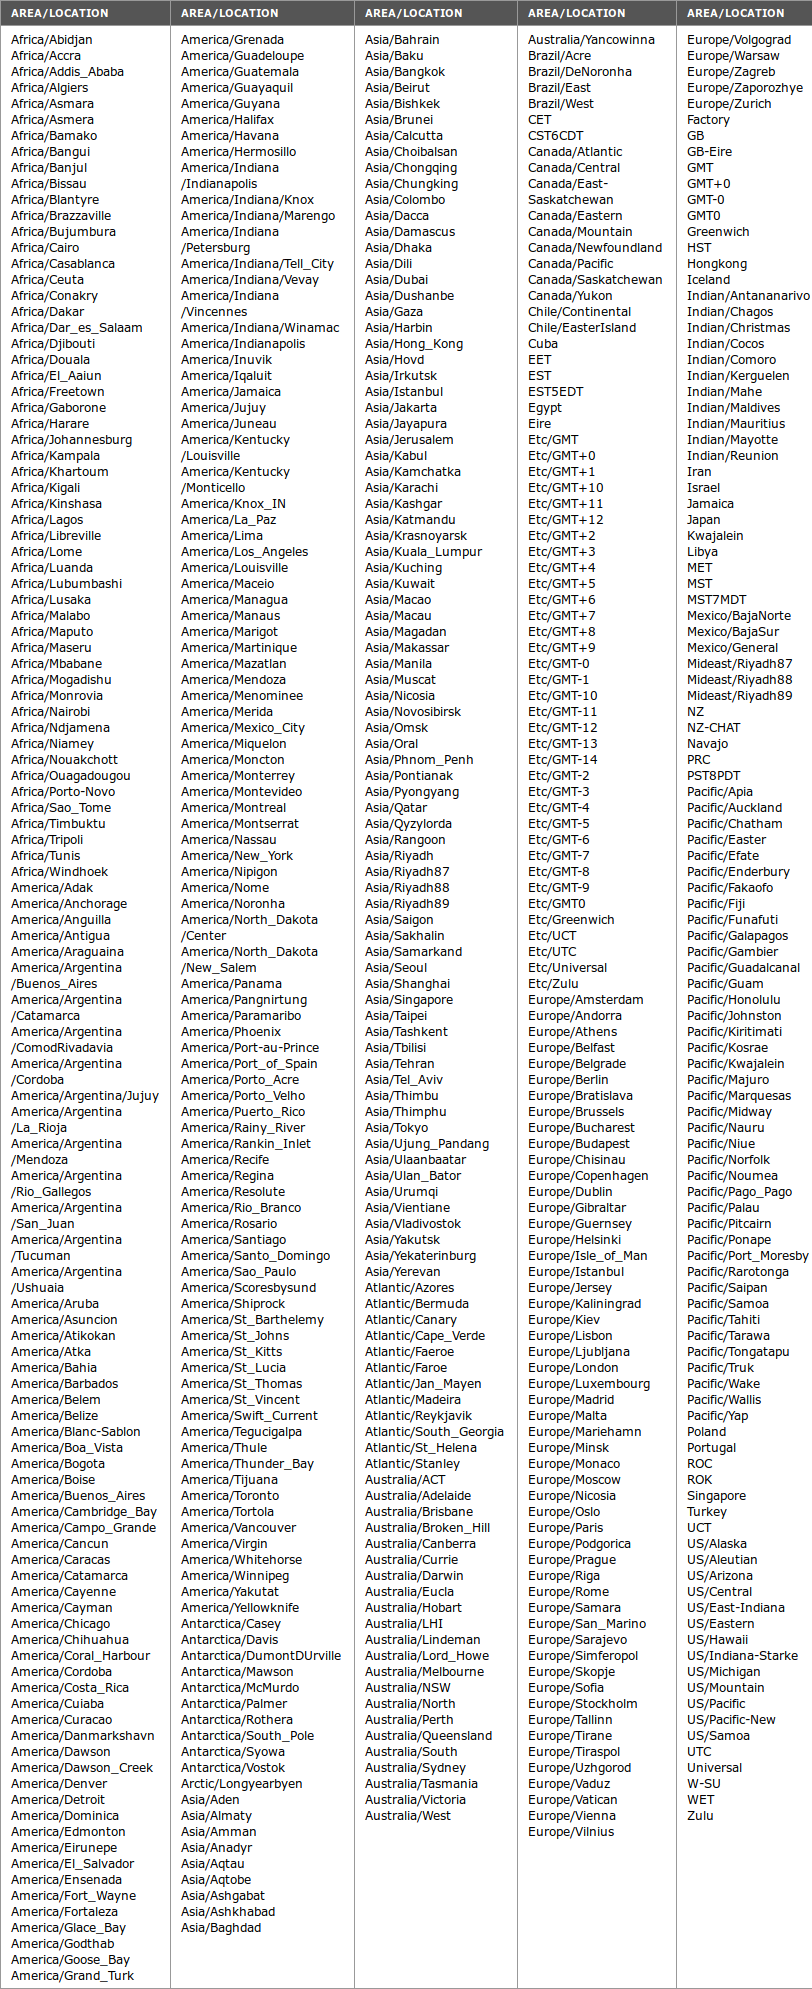 AREA/LOCATION
Africa/Abidjan
Africa/Accra
Africa/Addis_Ababa
Africa/Algiers
Africa/Asmara
Africa/Asmera
Africa/Bamako
Africa/Bangui
Africa/Banjul
Africa/Bissau
Africa/Blantyre
Africa/Brazzaville
Africa/Bujumbura
Africa/Cairo
Africa/Casablanca
Africa/Ceuta
Africa/Conakry
Africa/Dakar
Africa/Dar_es_Salaam
Africa/Djibouti
Africa/Douala
Africa/El_Aaiun
Africa/Freetown
Africa/Gaborone
Africa/Harare
Africa/Johannesburg
Africa/Kampala
Africa/Khartoum
Africa/Kigali
Africa/Kinshasa
Africa/Lagos
Africa/Libreville
Africa/Lome
Africa/Luanda
Africa/Lubumbashi
Africa/Lusaka
Africa/Malabo
Africa/Maputo
Africa/Maseru
Africa/Mbabane
Africa/Mogadishu
Africa/Monrovia
Africa/Nairobi
Africa/Ndjamena
Africa/Niamey
Africa/Nouakchott
Africa/Ouagadougou
Africa/Porto-Novo
Africa/Sao_Tome
Africa/Timbuktu
Africa/Tripoli
Africa/Tunis
Africa/Windhoek
America/Adak
America/Anchorage
America/Anguilla
America/Antigua
America/Araguaina
America/Argentina
/Buenos_Aires
America/Argentina
/Catamarca
America/Argentina
/ComodRivadavia
America/Argentina
/Cordoba
America/Argentina/Jujuy
America/Argentina
/La_Rioja
America/Argentina
/Mendoza
America/Argentina
/Rio_Gallegos
America/Argentina
/San_Juan
America/Argentina
/Tucuman
America/Argentina
/Ushuaia
America/Aruba
America/Asuncion
America/Atikokan
America/Atka
America/Bahia
America/Barbados
America/Belem
America/Belize
America/Blanc-Sablon
America/Boa_Vista
America/Bogota
America/Boise
America/Buenos_Aires
America/Cambridge_Bay
America/Campo_Grande
America/Cancun
America/Caracas
America/Catamarca
America/Cayenne
America/Cayman
America/Chicago
America/Chihuahua
America/Coral_Harbour
America/Cordoba
America/Costa_Rica
America/Cuiaba
America/Curacao
America/Danmarkshavn
America/Dawson
America/Dawson_Creek
America/Denver
America/Detroit
America/Dominica
America/Edmonton
America/Eirunepe
America/El_Salvador
America/Ensenada
America/Fort_Wayne
America/Fortaleza
America/Glace_Bay
America/Godthab
America/Goose_Bay
America/Grand_Turk
AREA/LOCATION
America/Grenada
America/Guadeloupe
America/Guatemala
America/Guayaquil
America/Guyana
America/Halifax
America/Havana
America/Hermosillo
America/Indiana
/Indianapolis
America/Indiana/Knox
America/Indiana/Marengo
America/Indiana
/Petersburg
America/Indiana/Tell_City
America/Indiana/Vevay
America/Indiana
/Vincennes
America/Indiana/Winamac
America/Indianapolis
America/Inuvik
America/Iqaluit
America/Jamaica
America/Jujuy
America/Juneau
America/Kentucky
/Louisville
America/Kentucky
/Monticello
America/Knox_IN
America/La_Paz
America/Lima
America/Los_Angeles
America/Louisville
America/Maceio
America/Managua
America/Manaus
America/Marigot
America/Martinique
America/Mazatlan
America/Mendoza
America/Menominee
America/Merida
America/Mexico_City
America/Miquelon
America/Moncton
America/Monterrey
America/Montevideo
America/Montreal
America/Montserrat
America/Nassau
America/New_York
America/Nipigon
America/Nome
America/Noronha
America/North_Dakota
/Center
America/North_Dakota
/New_Salem
America/Panama
America/Pangnirtung
America/Paramaribo
America/Phoenix
America/Port-au-Prince
America/Port_of_Spain
America/Porto_Acre
America/Porto_Velho
America/Puerto_Rico
America/Rainy_River
America/Rankin_Inlet
America/Recife
America/Regina
America/Resolute
America/Rio_Branco
America/Rosario
America/Santiago
America/Santo_Domingo
America/Sao_Paulo
America/Scoresbysund
America/Shiprock
America/St_Barthelemy
America/St_Johns
America/St_Kitts
America/St_Lucia
America/St_Thomas
America/St_Vincent
America/Swift_Current
America/Tegucigalpa
America/Thule
America/Thunder_Bay
America/Tijuana
America/Toronto
America/Tortola
America/Vancouver
America/Virgin
America/Whitehorse
America/Winnipeg
America/Yakutat
America/Yellowknife
Antarctica/Casey
Antarctica/Davis
Antarctica/DumontDUrville
Antarctica/Mawson
Antarctica/McMurdo
Antarctica/Palmer
Antarctica/Rothera
Antarctica/South_Pole
Antarctica/Syowa
Antarctica/Vostok
Arctic/Longyearbyen
Asia/Aden
Asia/Almaty
Asia/Amman
Asia/Anadyr
Asia/Aqtau
Asia/Aqtobe
Asia/Ashgabat
Asia/Ashkhabad
Asia/Baghdad
AREA/LOCATION
Asia/Bahrain
Asia/Baku
Asia/Bangkok
Asia/Beirut
Asia/Bishkek
Asia/Brunei
Asia/Calcutta
Asia/Choibalsan
Asia/Chongqing
Asia/Chungking
Asia/Colombo
Asia/Dacca
Asia/Damascus
Asia/Dhaka
Asia/Dili
Asia/Dubai
Asia/Dushanbe
Asia/Gaza
Asia/Harbin
Asia/Hong_Kong
Asia/Hovd
Asia/Irkutsk
Asia/Istanbul
Asia/Jakarta
Asia/Jayapura
Asia/Jerusalem
Asia/Kabul
Asia/Kamchatka
Asia/Karachi
Asia/Kashgar
Asia/Katmandu
Asia/Krasnoyarsk
Asia/Kuala_Lumpur
Asia/Kuching
Asia/Kuwait
Asia/Macao
Asia/Macau
Asia/Magadan
Asia/Makassar
Asia/Manila
Asia/Muscat
Asia/Nicosia
Asia/Novosibirsk
Asia/Omsk
Asia/Oral
Asia/Phnom_Penh
Asia/Pontianak
Asia/Pyongyang
Asia/Qatar
Asia/Qyzylorda
Asia/Rangoon
Asia/Riyadh
Asia/Riyadh87
Asia/Riyadh88
Asia/Riyadh89
Asia/Saigon
Asia/Sakhalin
Asia/Samarkand
Asia/Seoul
Asia/Shanghai
Asia/Singapore
Asia/Taipei
Asia/Tashkent
Asia/Tbilisi
Asia/Tehran
Asia/Tel_Aviv
Asia/Thimbu
Asia/Thimphu
Asia/Tokyo
Asia/Ujung_Pandang
Asia/Ulaanbaatar
Asia/Ulan_Bator
Asia/Urumqi
Asia/Vientiane
Asia/Vladivostok
Asia/Yakutsk
Asia/Yekaterinburg
Asia/Yerevan
Atlantic/Azores
Atlantic/Bermuda
Atlantic/Canary
Atlantic/Cape_Verde
Atlantic/Faeroe
Atlantic/Faroe
Atlantic/Jan_Mayen
Atlantic/Madeira
Atlantic/Reykjavik
Atlantic/South_Georgia
Atlantic/St_Helena
Atlantic/Stanley
Australia/ACT
Australia/Adelaide
Australia/Brisbane
Australia/Broken_Hill
Australia/Canberra
Australia/Currie
Australia/Darwin
Australia/Eucla
Australia/Hobart
Australia/LHI
Australia/Lindeman
Australia/Lord_Howe
Australia/Melbourne
Australia/NSW
Australia/North
Australia/Perth
Australia/Queensland
Australia/South
Australia/Sydney
Australia/Tasmania
Australia/Victoria
Australia/West
AREA/LOCATION
Australia/Yancowinna
Brazil/Acre
Brazil/DeNoronha
Brazil/East
Brazil/West
CET
CST6CDT
Canada/Atlantic
Canada/Central
Canada/East-
Saskatchewan
Canada/Eastern
Canada/Mountain
Canada/Newfoundland
Canada/Pacific
Canada/Saskatchewan
Canada/Yukon
Chile/Continental
Chile/EasterIsland
Cuba
EET
EST
EST5EDT
Egypt
Eire
Etc/GMT
Etc/GMT+0
Etc/GMT+1
Etc/GMT+10
Etc/GMT+11
Etc/GMT+12
Etc/GMT+2
Etc/GMT+3
Etc/GMT+4
Etc/GMT+5
Etc/GMT+6
Etc/GMT+7
Etc/GMT+8
Etc/GMT+9
Etc/GMT-0
Etc/GMT-1
Etc/GMT-10
Etc/GMT-11
Etc/GMT-12
Etc/GMT-13
Etc/GMT-14
Etc/GMT-2
Etc/GMT-3
Etc/GMT-4
Etc/GMT-5
Etc/GMT-6
Etc/GMT-7
Etc/GMT-8
Etc/GMT-9
Etc/GMT0
Etc/Greenwich
Etc/UCT
Etc/UTC
Etc/Universal
Etc/Zulu
Europe/Amsterdam
Europe/Andorra
Europe/Athens
Europe/Belfast
Europe/Belgrade
Europe/Berlin
Europe/Bratislava
Europe/Brussels
Europe/Bucharest
Europe/Budapest
Europe/Chisinau
Europe/Copenhagen
Europe/Dublin
Europe/Gibraltar
Europe/Guernsey
Europe/Helsinki
Europe/Isle_of_Man
Europe/Istanbul
Europe/Jersey
Europe/Kaliningrad
Europe/Kiev
Europe/Lisbon
Europe/Ljubljana
Europe/London
Europe/Luxembourg
Europe/Madrid
Europe/Malta
Europe/Mariehamn
Europe/Minsk
Europe/Monaco
Europe/Moscow
Europe/Nicosia
Europe/Oslo
Europe/Paris
Europe/Podgorica
Europe/Prague
Europe/Riga
Europe/Rome
Europe/Samara
Europe/San_Marino
Europe/Sarajevo
Europe/Simferopol
Europe/Skopje
Europe/Sofia
Europe/Stockholm
Europe/Tallinn
Europe/Tirane
Europe/Tiraspol
Europe/Uzhgorod
Europe/Vaduz
Europe/Vatican
Europe/Vienna
Europe/Vilnius
AREA/LOCATION
Europe/Volgograd
Europe/Warsaw
Europe/Zagreb
Europe/Zaporozhye
Europe/Zurich
Factory
GB
GB-Eire
GMT
GMT+0
GMT-0
GMT0
Greenwich
HST
Hongkong
Iceland
Indian/Antananarivo
Indian/Chagos
Indian/Christmas
Indian/Cocos
Indian/Comoro
Indian/Kerguelen
Indian/Mahe
Indian/Maldives
Indian/Mauritius
Indian/Mayotte
Indian/Reunion
Iran
Israel
Jamaica
Japan
Kwajalein
Libya
MET
MST
MST7MDT
Mexico/BajaNorte
Mexico/BajaSur
Mexico/General
Mideast/Riyadh87
Mideast/Riyadh88
Mideast/Riyadh89
NZ
NZ-CHAT
Navajo
PRC
PST8PDT
Pacific/Apia
Pacific/Auckland
Pacific/Chatham
Pacific/Easter
Pacific/Efate
Pacific/Enderbury
Pacific/Fakaofo
Pacific/Fiji
Pacific/Funafuti
Pacific/Galapagos
Pacific/Gambier
Pacific/Guadalcanal
Pacific/Guam
Pacific/Honolulu
Pacific/Johnston
Pacific/Kiritimati
Pacific/Kosrae
Pacific/Kwajalein
Pacific/Majuro
Pacific/Marquesas
Pacific/Midway
Pacific/Nauru
Pacific/Niue
Pacific/Norfolk
Pacific/Noumea
Pacific/Pago_Pago
Pacific/Palau
Pacific/Pitcairn
Pacific/Ponape
Pacific/Port_Moresby
Pacific/Rarotonga
Pacific/Saipan
Pacific/Samoa
Pacific/Tahiti
Pacific/Tarawa
Pacific/Tongatapu
Pacific/Truk
Pacific/Wake
Pacific/Wallis
Pacific/Yap
Poland
Portugal
ROC
ROK
Singapore
Turkey
UCT
US/Alaska
US/Aleutian
US/Arizona
US/Central
US/East-Indiana
US/Eastern
US/Hawaii
US/Indiana-Starke
US/Michigan
US/Mountain
US/Pacific
US/Pacific-New
US/Samoa
UTC
Universal
W-SU
WET
Zulu